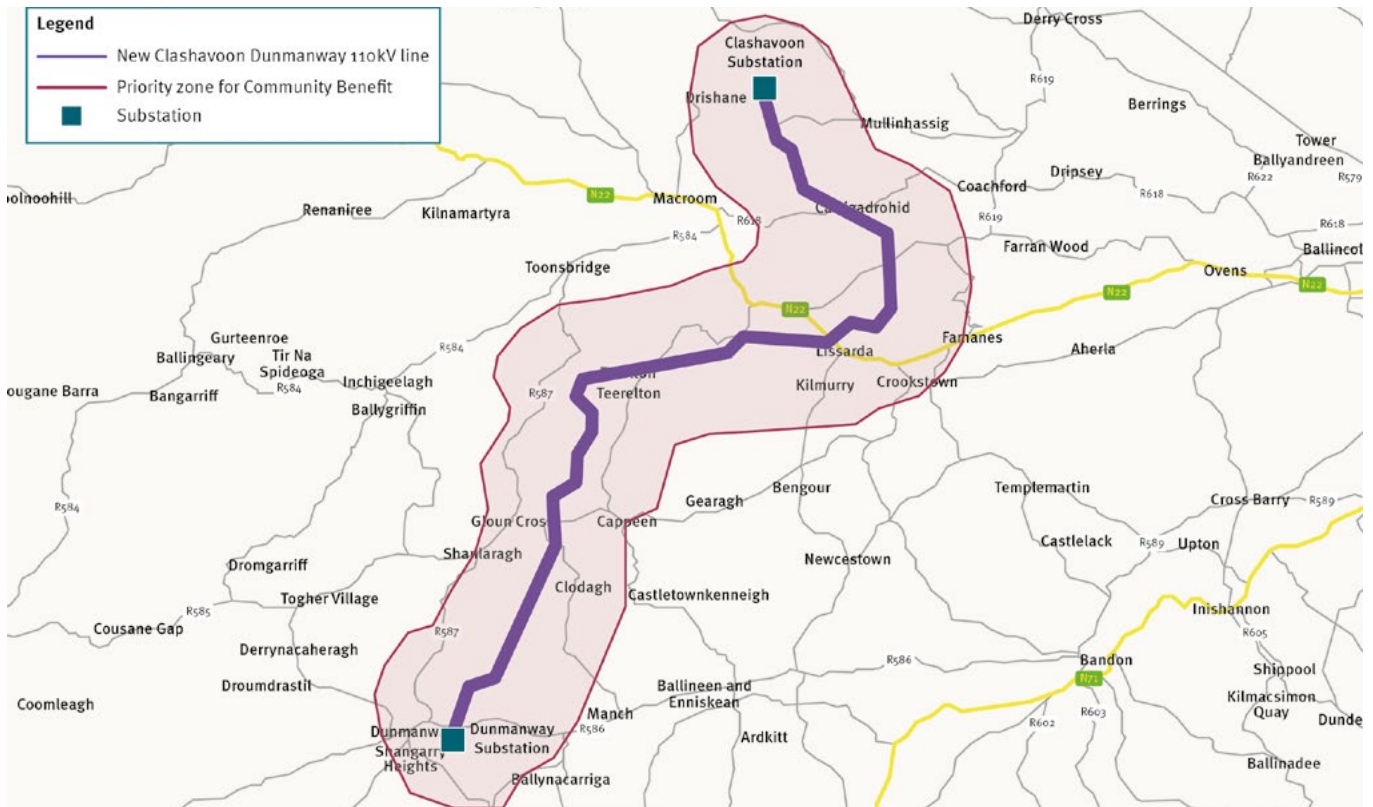 Legend
New Clashavoon Dunmanway 110kV line
Priority zone for Community Benefit
Substation
Clashavoon
Substation
Derry Cross
R619
Drishane
Berrings
Mullinhassig
Tower
Ballyandreen
R622
R579
Dripsey
Coachford
R618
N22
Macroom
Renaniree
Kilnamartyra
R618
R619
R618
R584
Farran Wood
Ballincol
Toonsbridge
Ovens
N22
N22
N22
Gurteenroe
Ballingeary
Tir Na
Spideoga
R584
R584
Farnanes
Aherla
Lissarda
Inchigeelagh
Kilmurry
Crookstown
ougane Barra
Bangarriff
R587
Teerelton
Ballygriffin
Gearagh
Bengour
Templemartin
Cross Barry
R589
R584
Gloun Cross
Cappeen
Castlelack
R589
Upton
Shanlaragh
Newcestown
Dromgarriff
Clodagh
Castletownkenneigh
Togher Village
R585
Inishannon
Cousane Gap
R587
R605
Derrynacaheragh
R586
Bandon
Shippool
N71
Droumdrastil
Ballineen and
Enniskean
Kilmacsimon
Quay
Coomleagh
Manch
R602
R603
Dunde
Dunmanw
Dunmanway
Substation
R586
Ardkitt
Shangarry
Heights
Ballynacarriga
Ballinadee